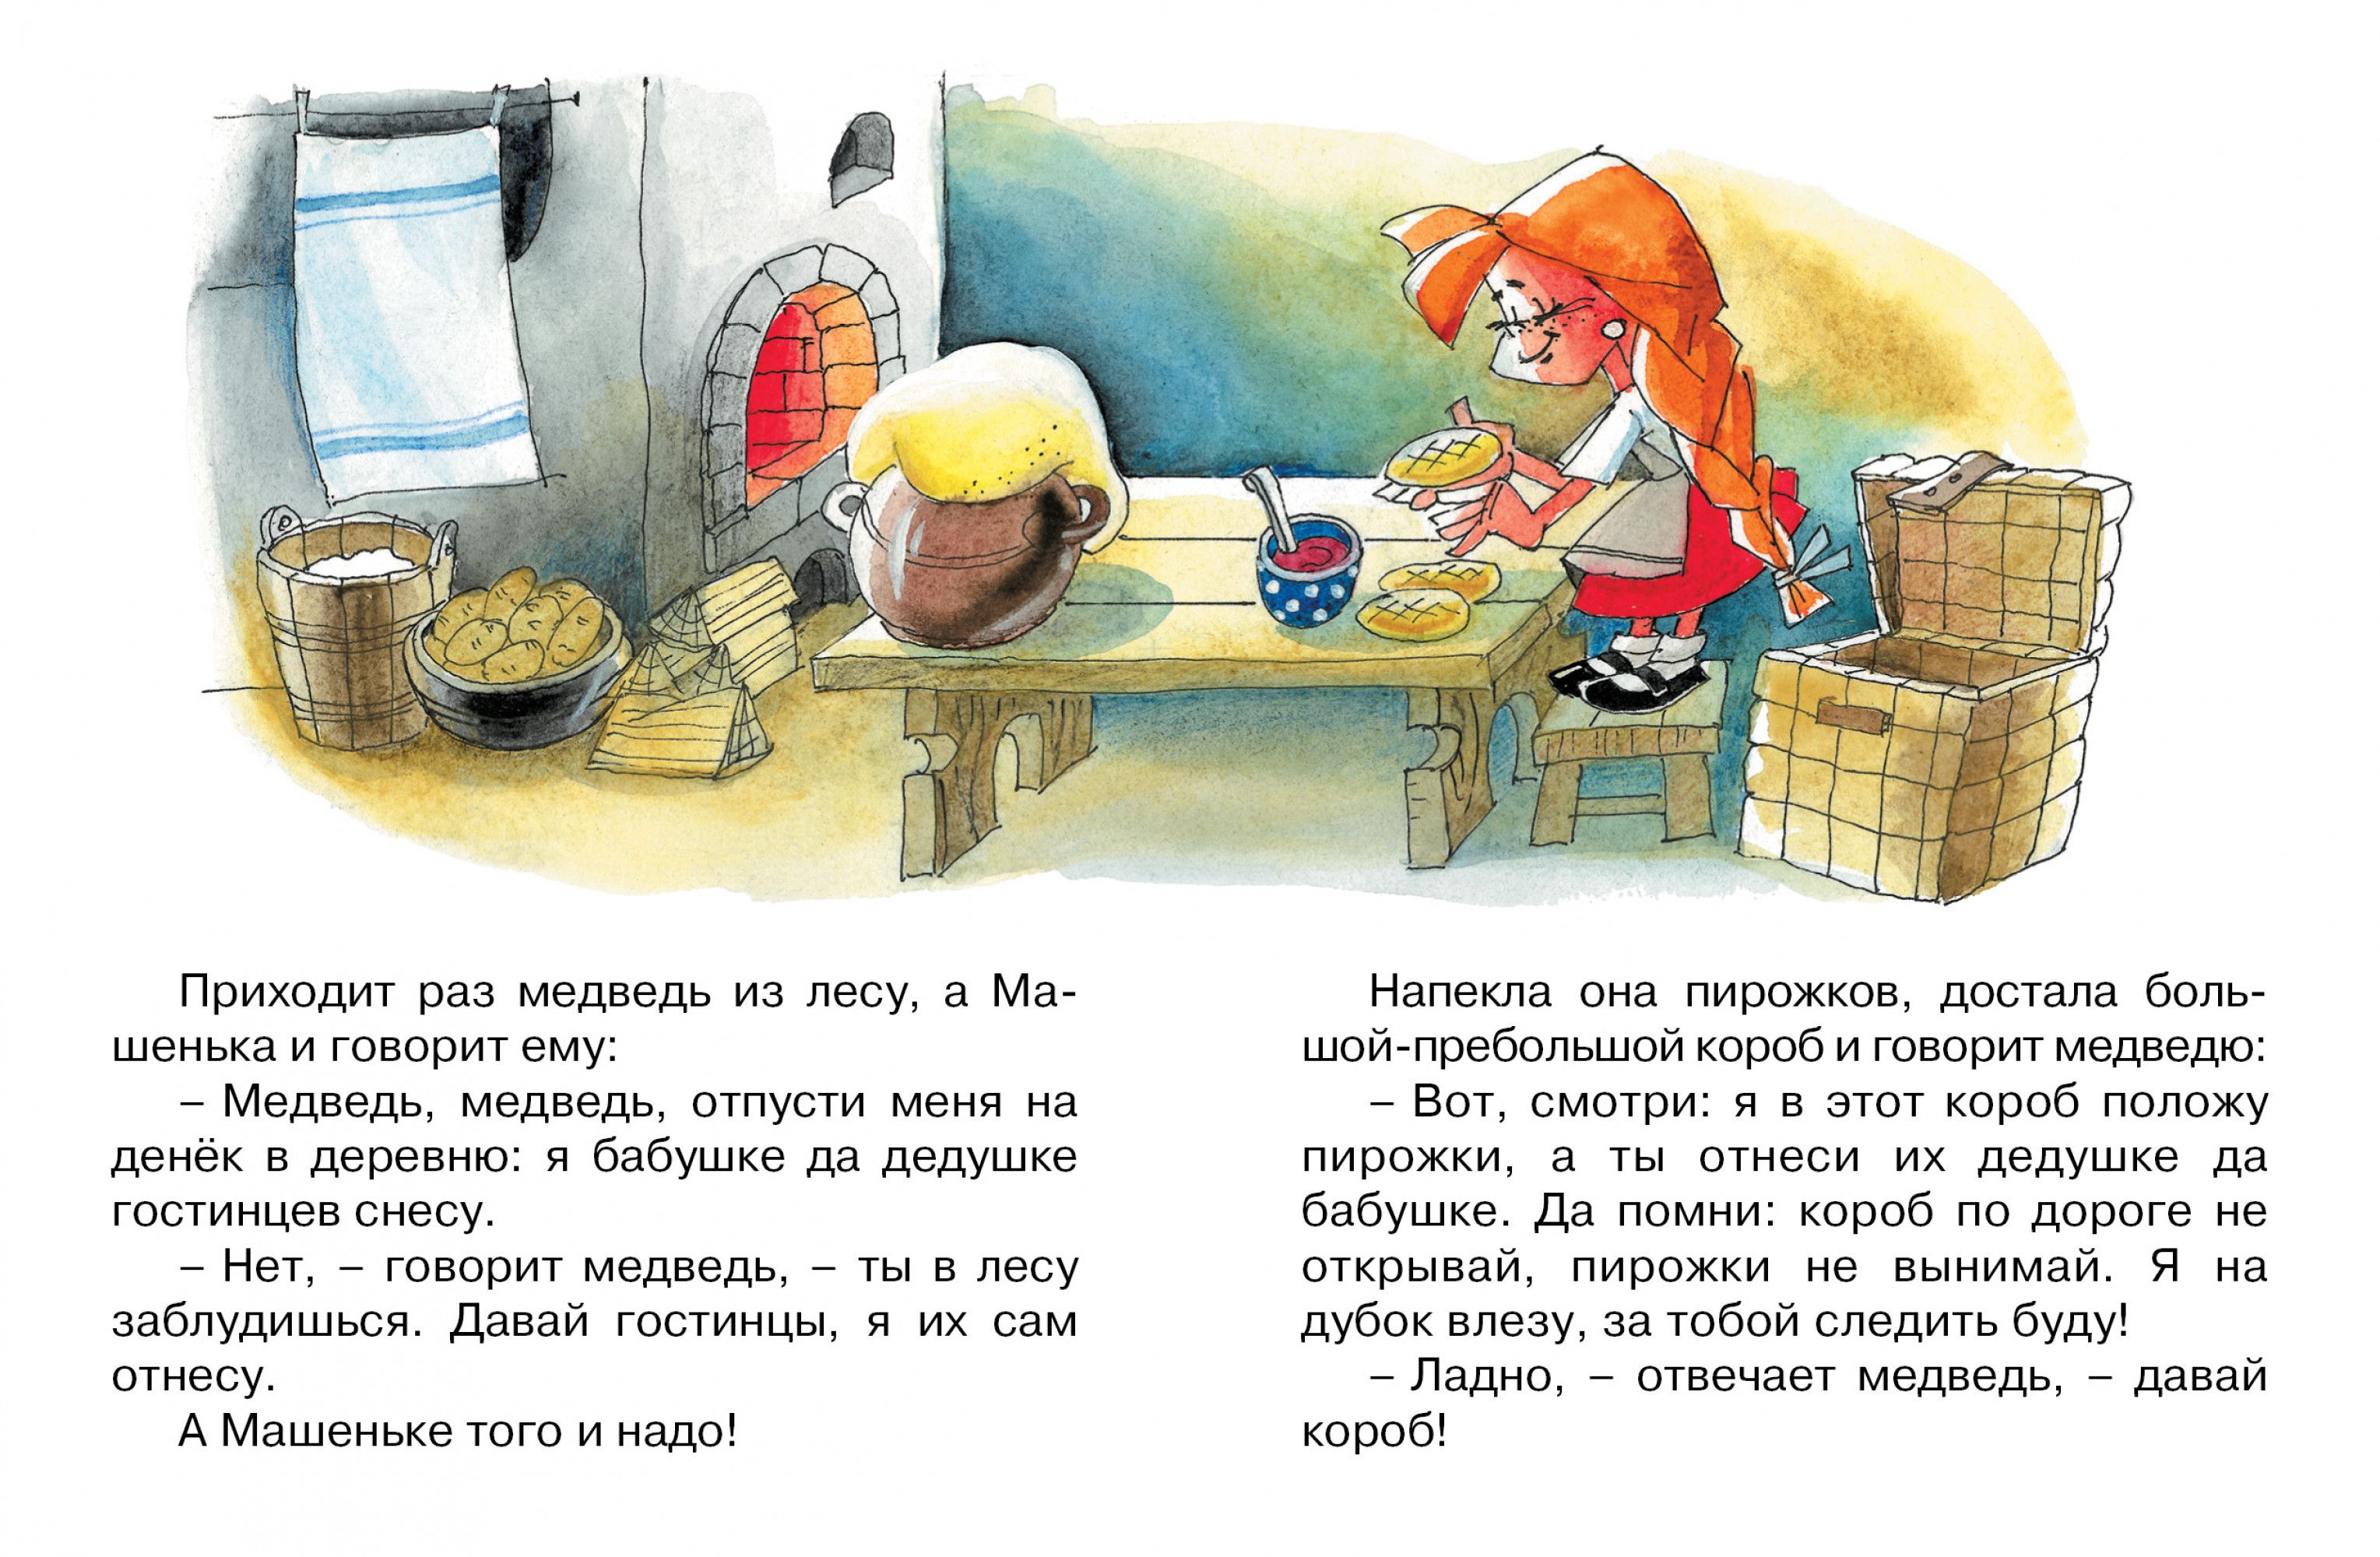 Приходит раз медведь из лесу, а Ма-
шенька и говорит ему:
– Медведь, медведь, отпусти меня на
денёк в деревню: я бабушке да дедушке
гостинцев снесу.
– Нет, – говорит медведь, – ты в лесу
заблудишься. Давай гостинцы, я их сам
отнесу.
А Машеньке того и надо!
Напекла она пирожков, достала боль-
шой-пребольшой короб и говорит медведю:
– Вот, смотри: я в этот короб положу
пирожки, а ты отнеси их дедушке да
бабушке. Да помни: короб по дороге не
открывай, пирожки не вынимай. Я на
дубок влезу, за тобой следить буду!
– Ладно, – отвечает медведь, – давай
короб!